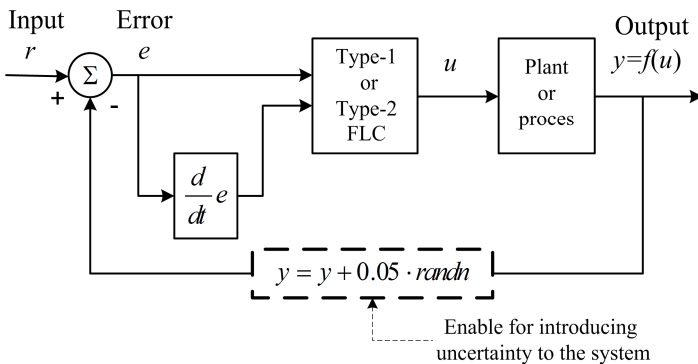 Input
r
Error
e
Σ
+
-
d
dt
e
Type-1
or
Type-2
FLC
u
Plant
or
proces
Output
y=f(u)
y = y + 0.05 · randn
Enable for introducing
uncertainty to the system